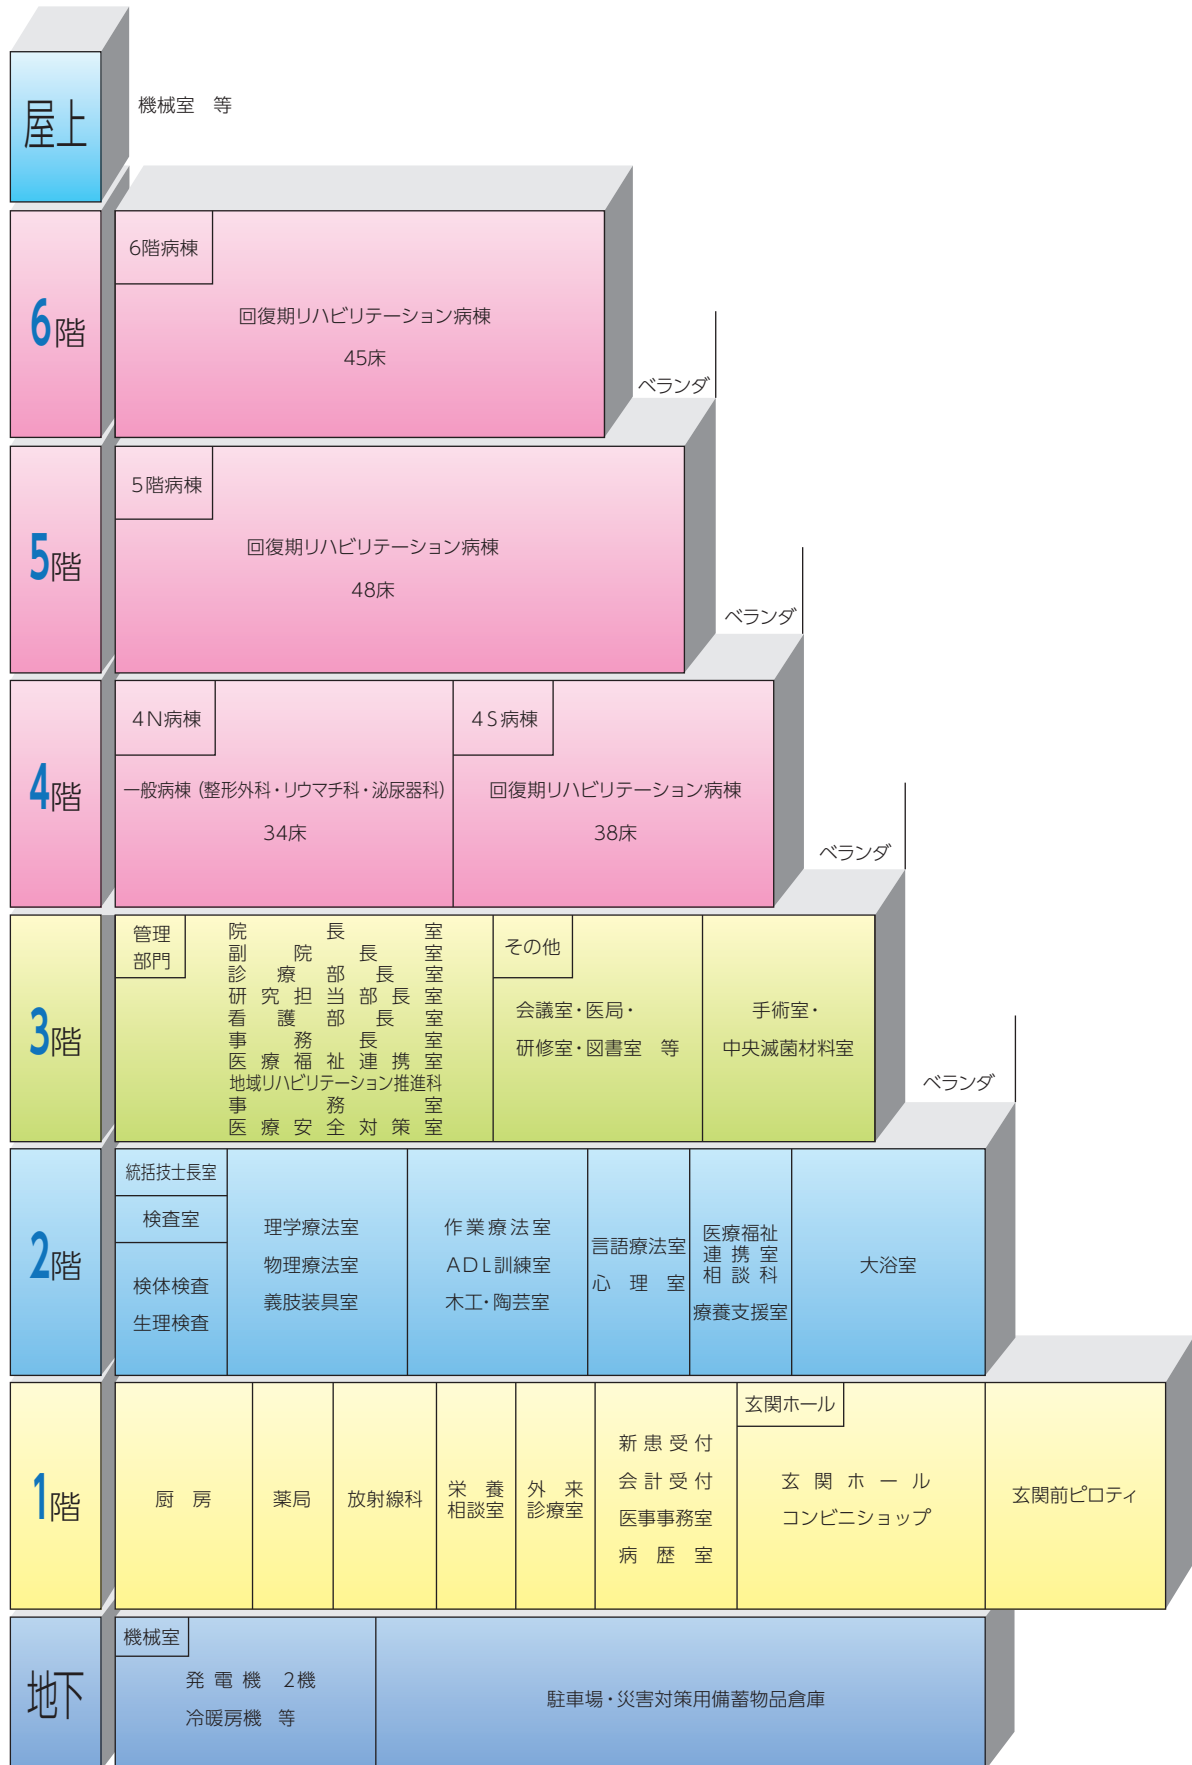 屋上
機械室 等
6階
6階病棟
回復期リハビリテーション病棟
45床
ベランダ
5階
5階病棟
回復期リハビリテーション病棟
48床
ベランダ
4階
4N病棟
一般病棟(整形外科・リウマチ科・泌尿器科)
34床
4S病棟
回復期リハビリテーション病棟
38床
ベランダ
3階
管理
部門
院長室
副院長室
診療部長室
研究担当部長室
看護部長室
事務長室
医療福祉連携室
地域リハビリテーション推進科
事務室
医療安全対策室
その他
会議室・医局・
研修室・図書室 等
手術室・
中央滅菌材料室
ベランダ
2階
統括技士長室
検査室
検体検査
生理検査
理学療法室
物理療法室
義肢装具室
作業療法室
ADL訓練室
木工・陶芸室
言語療法室
心理室
医療福祉
連携室
相談科
療養支援室
大浴室
1階
厨房
薬局
放射線科
栄養
相談室
外来
診療室
新患受付
会計受付
医事事務室
病歴室
玄関ホール
玄関ホール
コンビニショップ
玄関前ピロティ
地下
機械室
発電機 2機
冷暖房機 等
駐車場・災害対策用備蓄物品倉庫